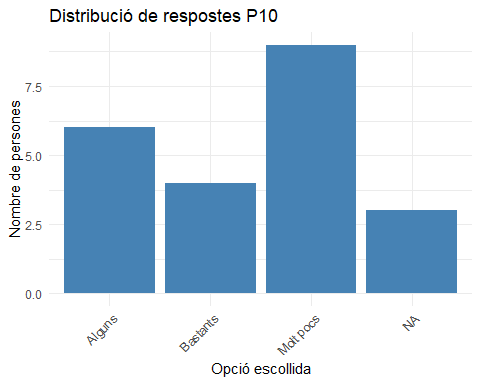 Distribució de respostes P10
Nombre de persones
7.5
5.0
2.5
0.0
Alguns
Bastants
Molt pocs
NA
Opció escollida